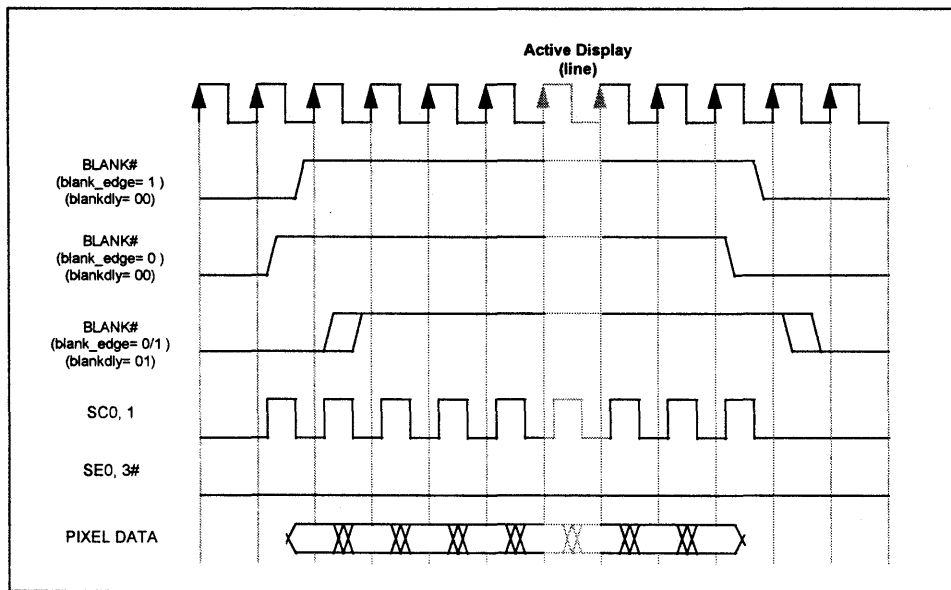 Active Display
(line)
BLANK#
(blank_edge= 1 )
(blankdly= 00)
BLANK#
(blank_edge= 0 )
(blankdly= 00)
BLANK#
(blank_edge= 0/1 )
(blankdly= 01)
SC0, 1
SE0, 3#
PIXEL DATA